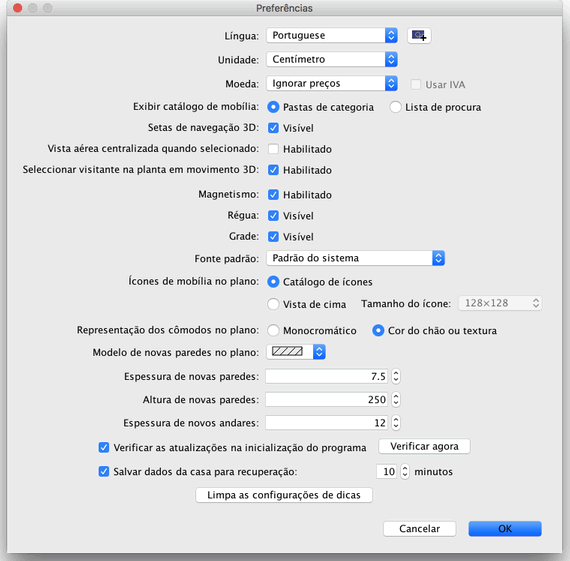 Preferências
Língua: Portuguese
Unidade: Centímetro
Moeda: Ignorar preços Usar IVA
Exibir catálogo de mobília: Pastas de categoria Lista de procura
Setas de navegação 3D: Visível
Vista aérea centralizada quando selecionado: Habilitado
Seleccionar visitante na planta em movimento 3D: Habilitado
Magnetismo: Habilitado
Régua: Visível
Grade: Visível
Fonte padrão: Padrão do sistema
Ícones de mobília no plano: Catálogo de ícones
Vista de cima Tamanho do ícone: 128×128
Representação dos cômodos no plano: Monocromático Cor do chão ou textura
Modelo de novas paredes no plano:
Espessura de novas paredes: 7.5
Altura de novas paredes: 250
Espessura de novos andares: 12
Verificar as atualizações na inicialização do programa Verificar agora
Salvar dados da casa para recuperação: 10 minutos
Limpa as configurações de dicas
Cancelar OK